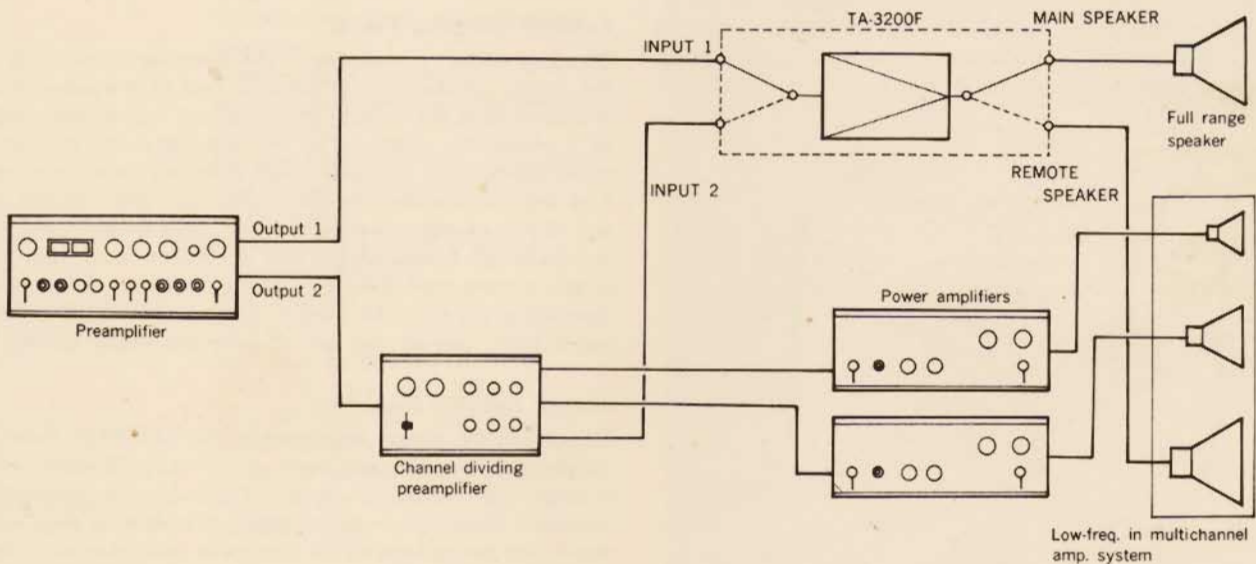 TA-3200F
MAIN SPEAKER
INPUT 1
Full range
speaker
INPUT 2
REMOTE
SPEAKER
Output 1
Output 2
Preamplifier
Power amplifiers
Channel dividing
preamplifier
Low-freq. in multichannel
amp. system